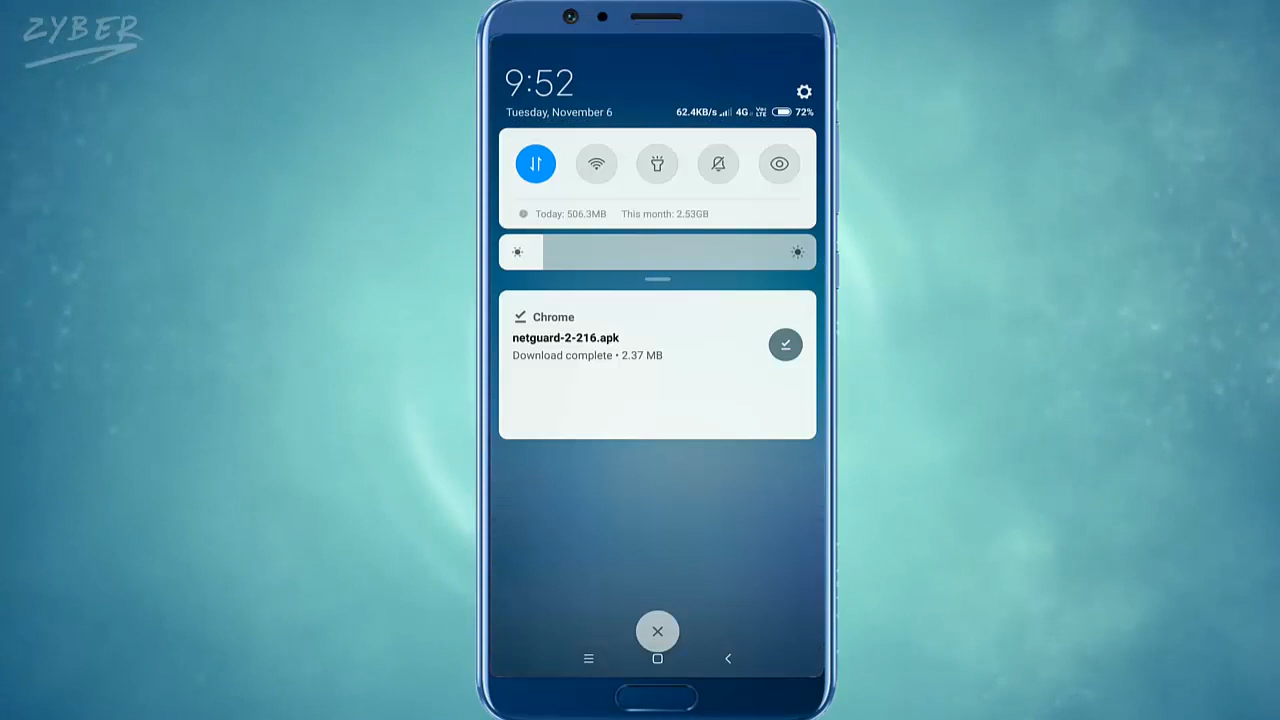 ZYBER
9:52
Tuesday, November 6
62.4KB/s 4G VoLTE 72%
Today: 506.3MB This month: 2.53GB
Chrome
netguard-2-216.apk
Download complete • 2.37 MB